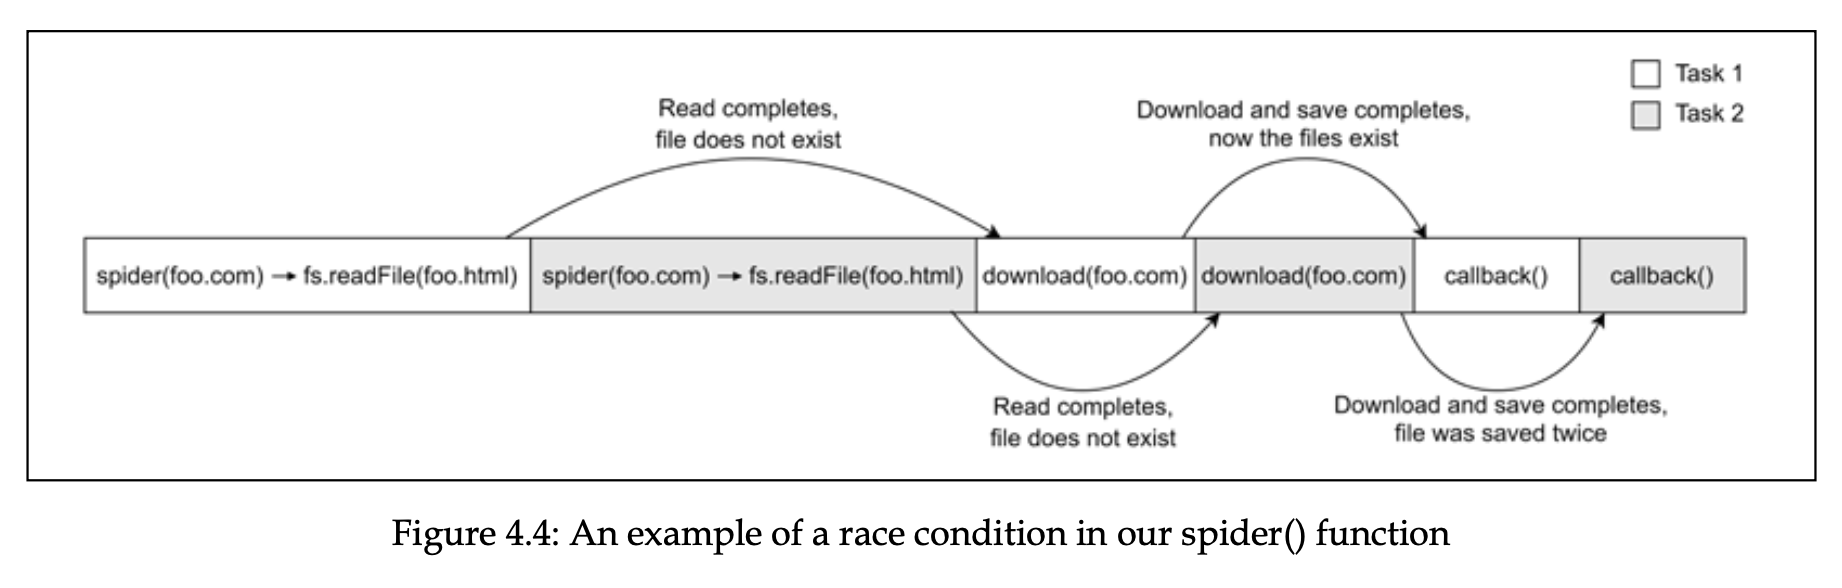 Task 1
Task 2
Read completes,
file does not exist
Download and save completes,
now the files exist
spider(foo.com) → fs.readFile(foo.html)
spider(foo.com) → fs.readFile(foo.html)
download(foo.com)
download(foo.com)
callback()
callback()
Read completes,
file does not exist
Download and save completes,
file was saved twice
Figure 4.4: An example of a race condition in our spider() function